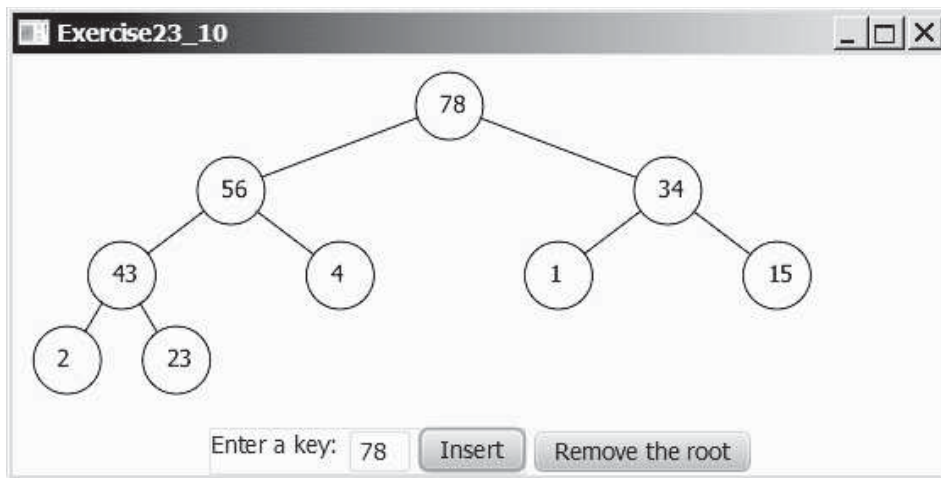 Exercise23_10
78
56 34
43 4 1 15
2 23
Enter a key: 78 Insert Remove the root